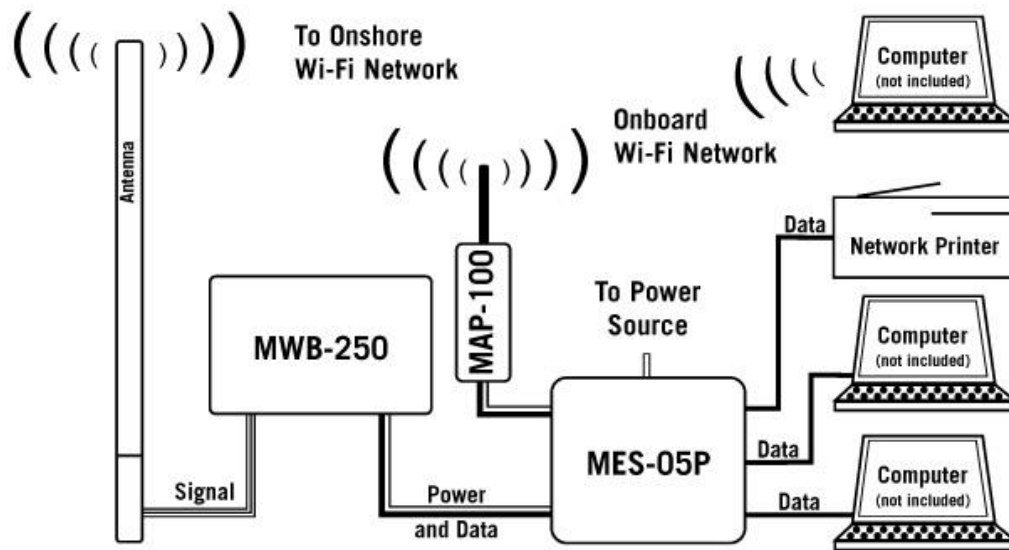 To Onshore
Wi-Fi Network
Antenna
Computer
(not included)
Onboard
Wi-Fi Network
Data
Network Printer
MAP-100
To Power
Source
MWB-250
Computer
(not included)
MES-05P
Data
Computer
(not included)
Signal
Power
and Data
Data